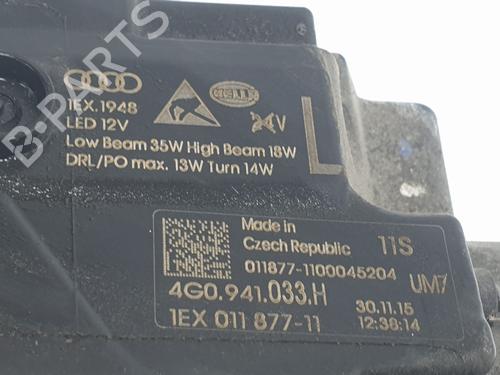 B-PARTS
1EX.1948
HELLA
LED 12V
24V
Low Beam 35W High Beam 18W
DRL/PO max. 13W Turn 14W
L
Made in
Czech Republic
11S
011877-1100045204
4G0.941.033.H
UM7
1EX 011 877-11
30.11.15
12:38:14